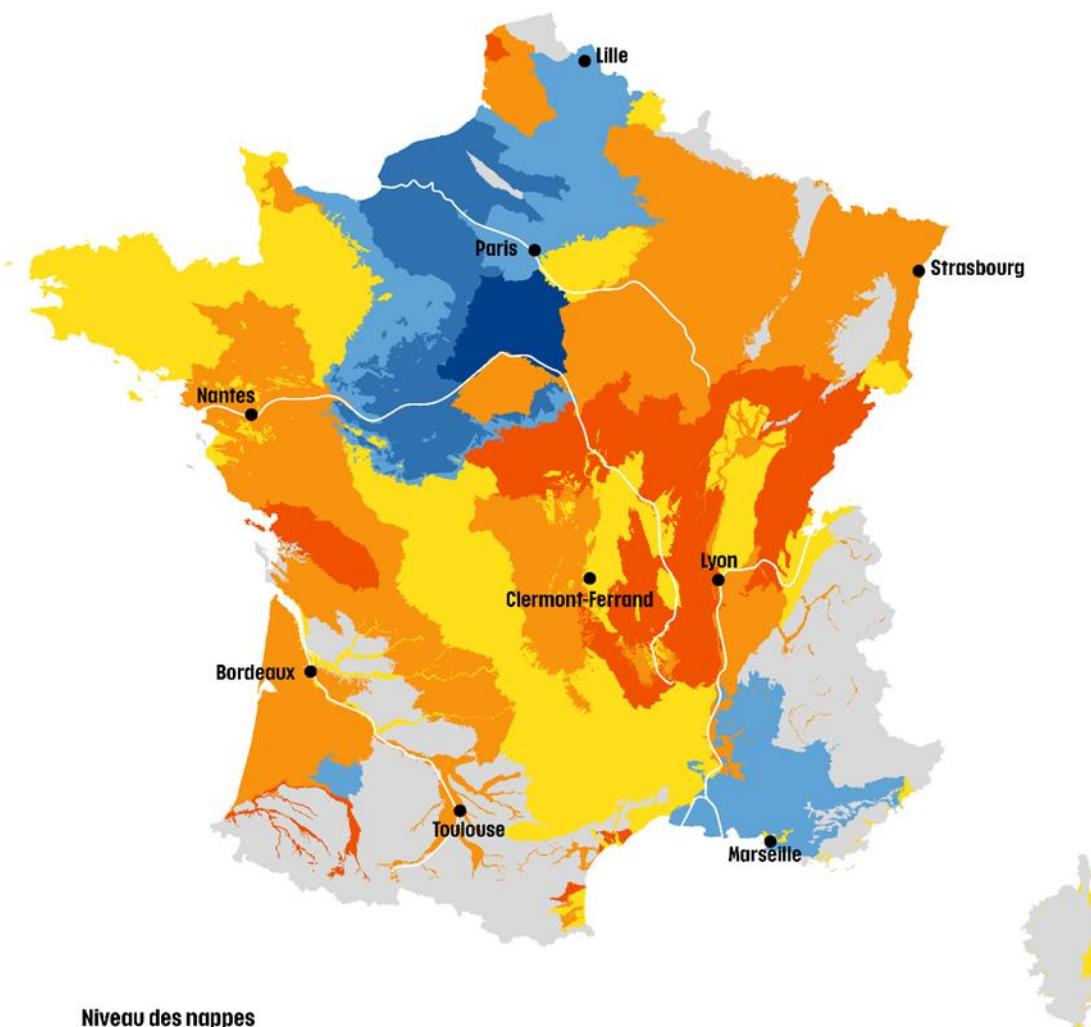 Lille
Paris
Strasbourg
Nantes
Lyon
Clermont-Ferrand
Bordeaux
Toulouse
Marseille
Niveau des nappes